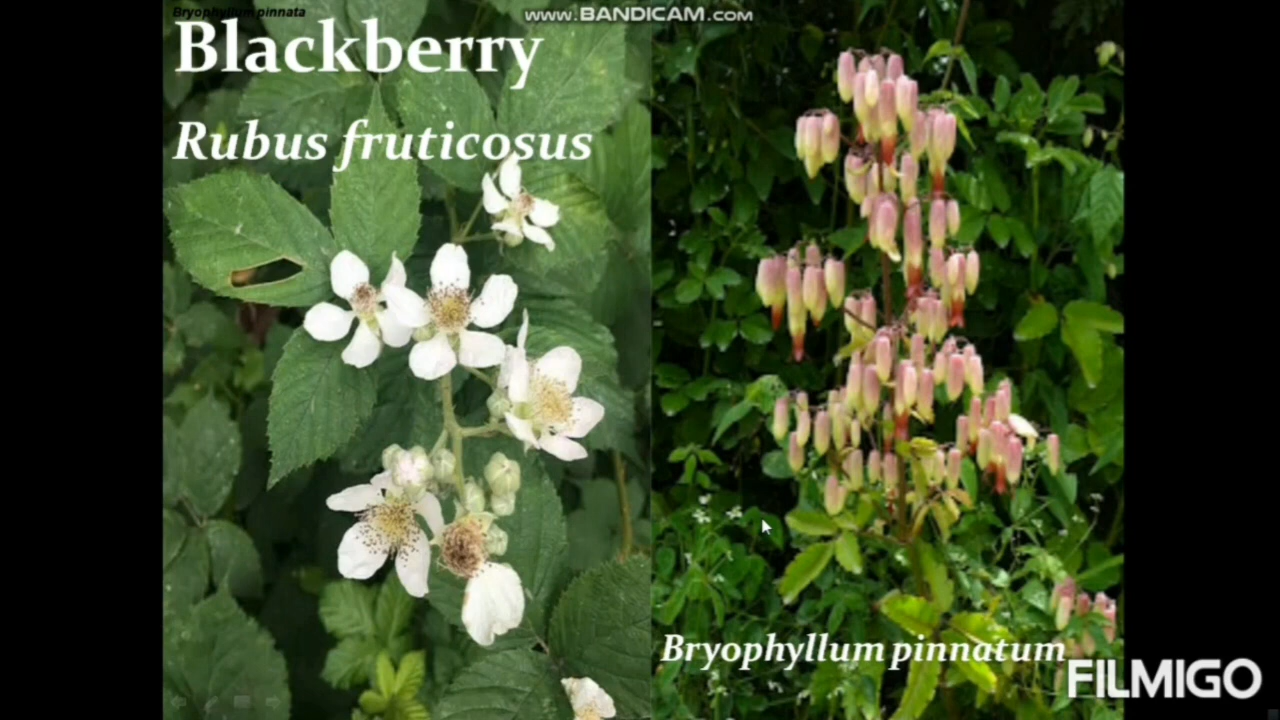 Bryophyllum pinnata
www.BANDICAM.com
Blackberry
Rubus fruticosus
Bryophyllum pinnatum
FILMIGO